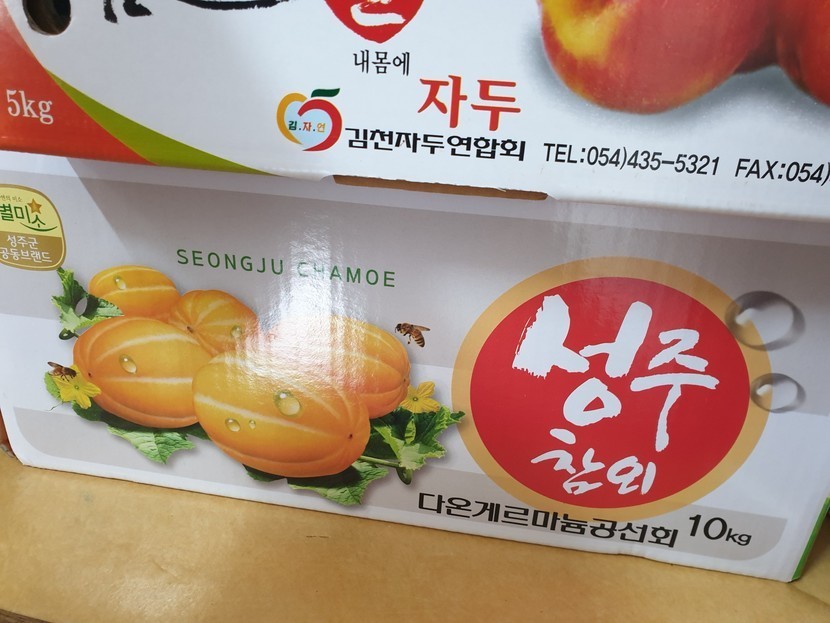 내몸에
자두
5kg
김.자.연
김천자두연합회
TEL:054)435-5321 FAX:054)
별미소
성주군
공동브랜드
SEONGJU CHAMOE
성주
참외
다온게르마늄공선회 10kg